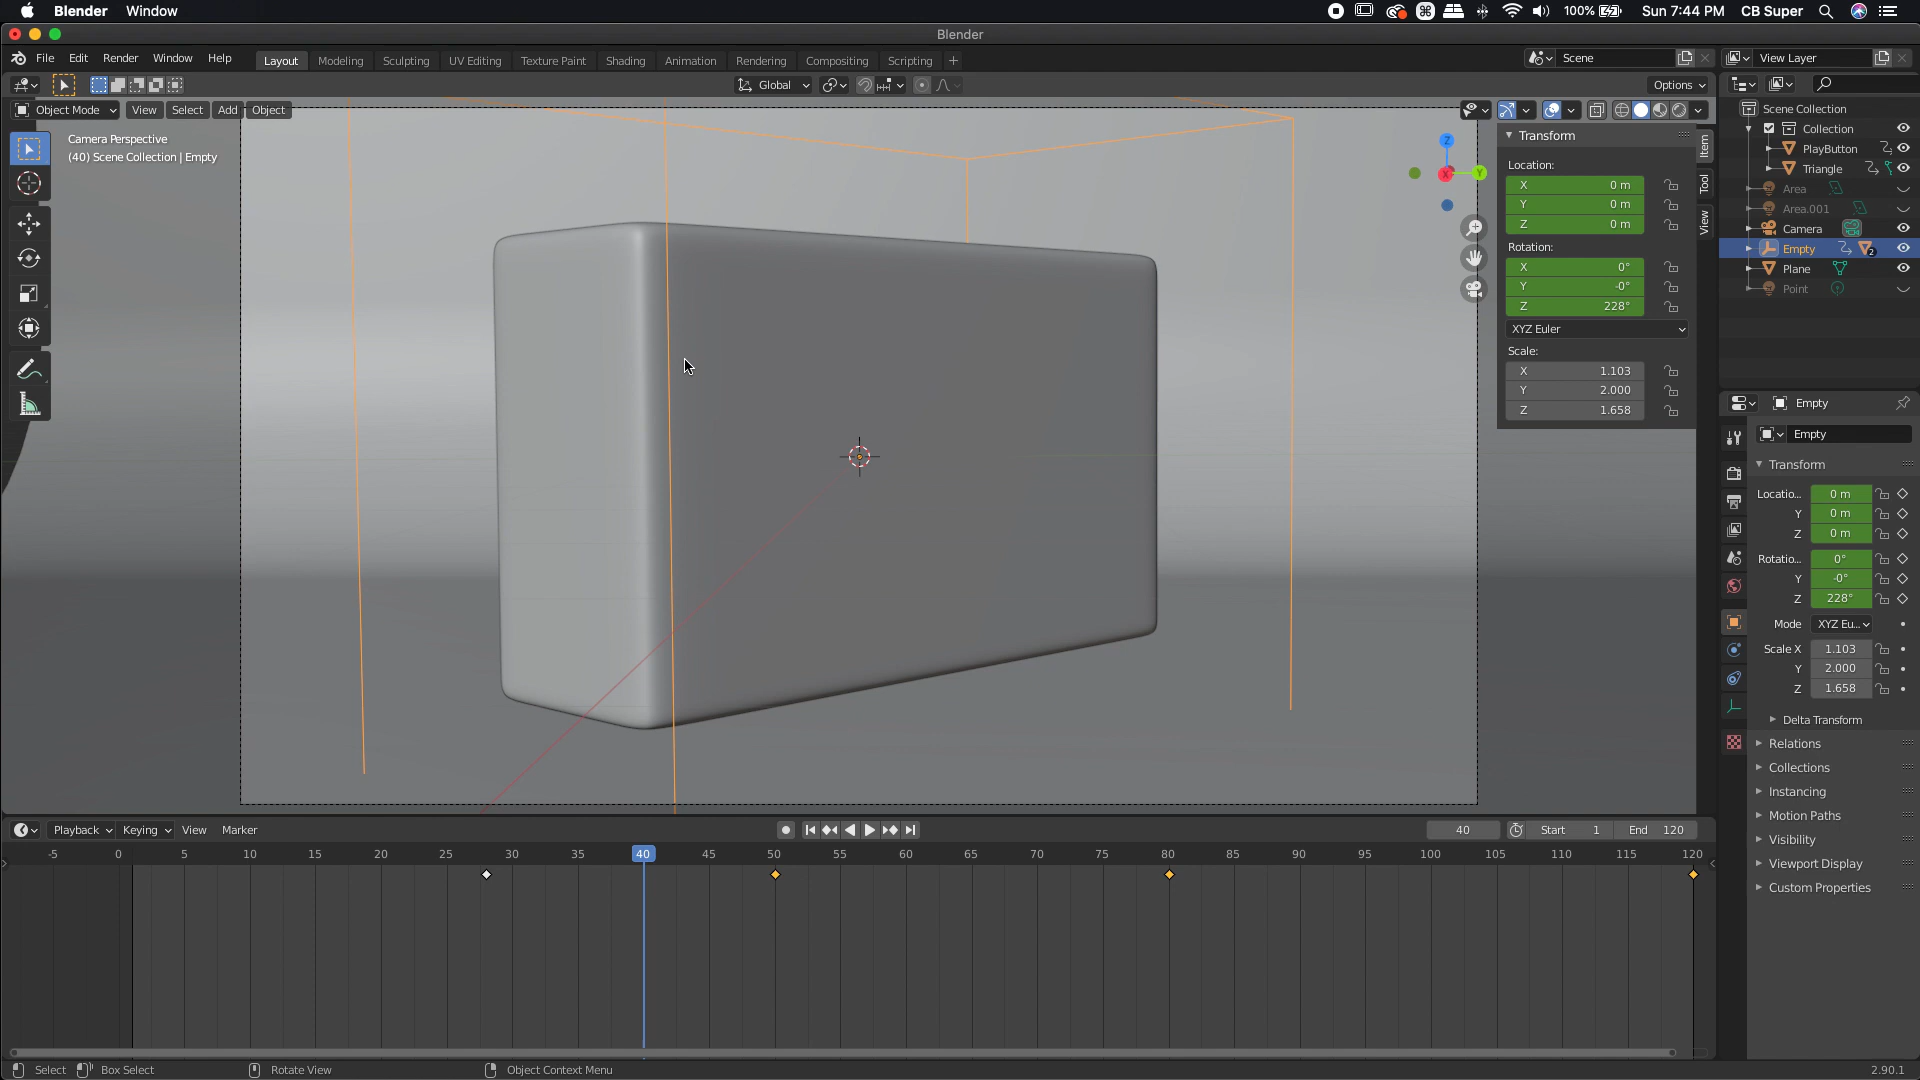 Blender Window 100% Sun 7:44 PM CB Super
Blender
File Edit Render Window Help Layout Modeling Sculpting UV Editing Texture Paint Shading Animation Rendering Compositing Scripting + Scene View Layer
Global Options
Object Mode View Select Add Object
Camera Perspective
(40) Scene Collection | Empty
Z
Y
X
Transform
Location:
X 0 m
Y 0 m
Z 0 m
Rotation:
X 0°
Y -0°
Z 228°
XYZ Euler
Scale:
X 1.103
Y 2.000
Z 1.658
Item
Tool
View
Scene Collection
Collection
PlayButton
Triangle
Area
Area.001
Camera
Empty 2
Plane
Point
Empty
Empty
Transform
Locatio... 0 m
Y 0 m
Z 0 m
Rotatio... 0°
Y -0°
Z 228°
Mode XYZ Eu...
Scale X 1.103
Y 2.000
Z 1.658
Delta Transform
Relations
Collections
Instancing
Motion Paths
Visibility
Viewport Display
Custom Properties
Playback Keying View Marker 40 Start 1 End 120
-5 0 5 10 15 20 25 30 35 40 45 50 55 60 65 70 75 80 85 90 95 100 105 110 115 120
Select Box Select Rotate View Object Context Menu 2.90.1